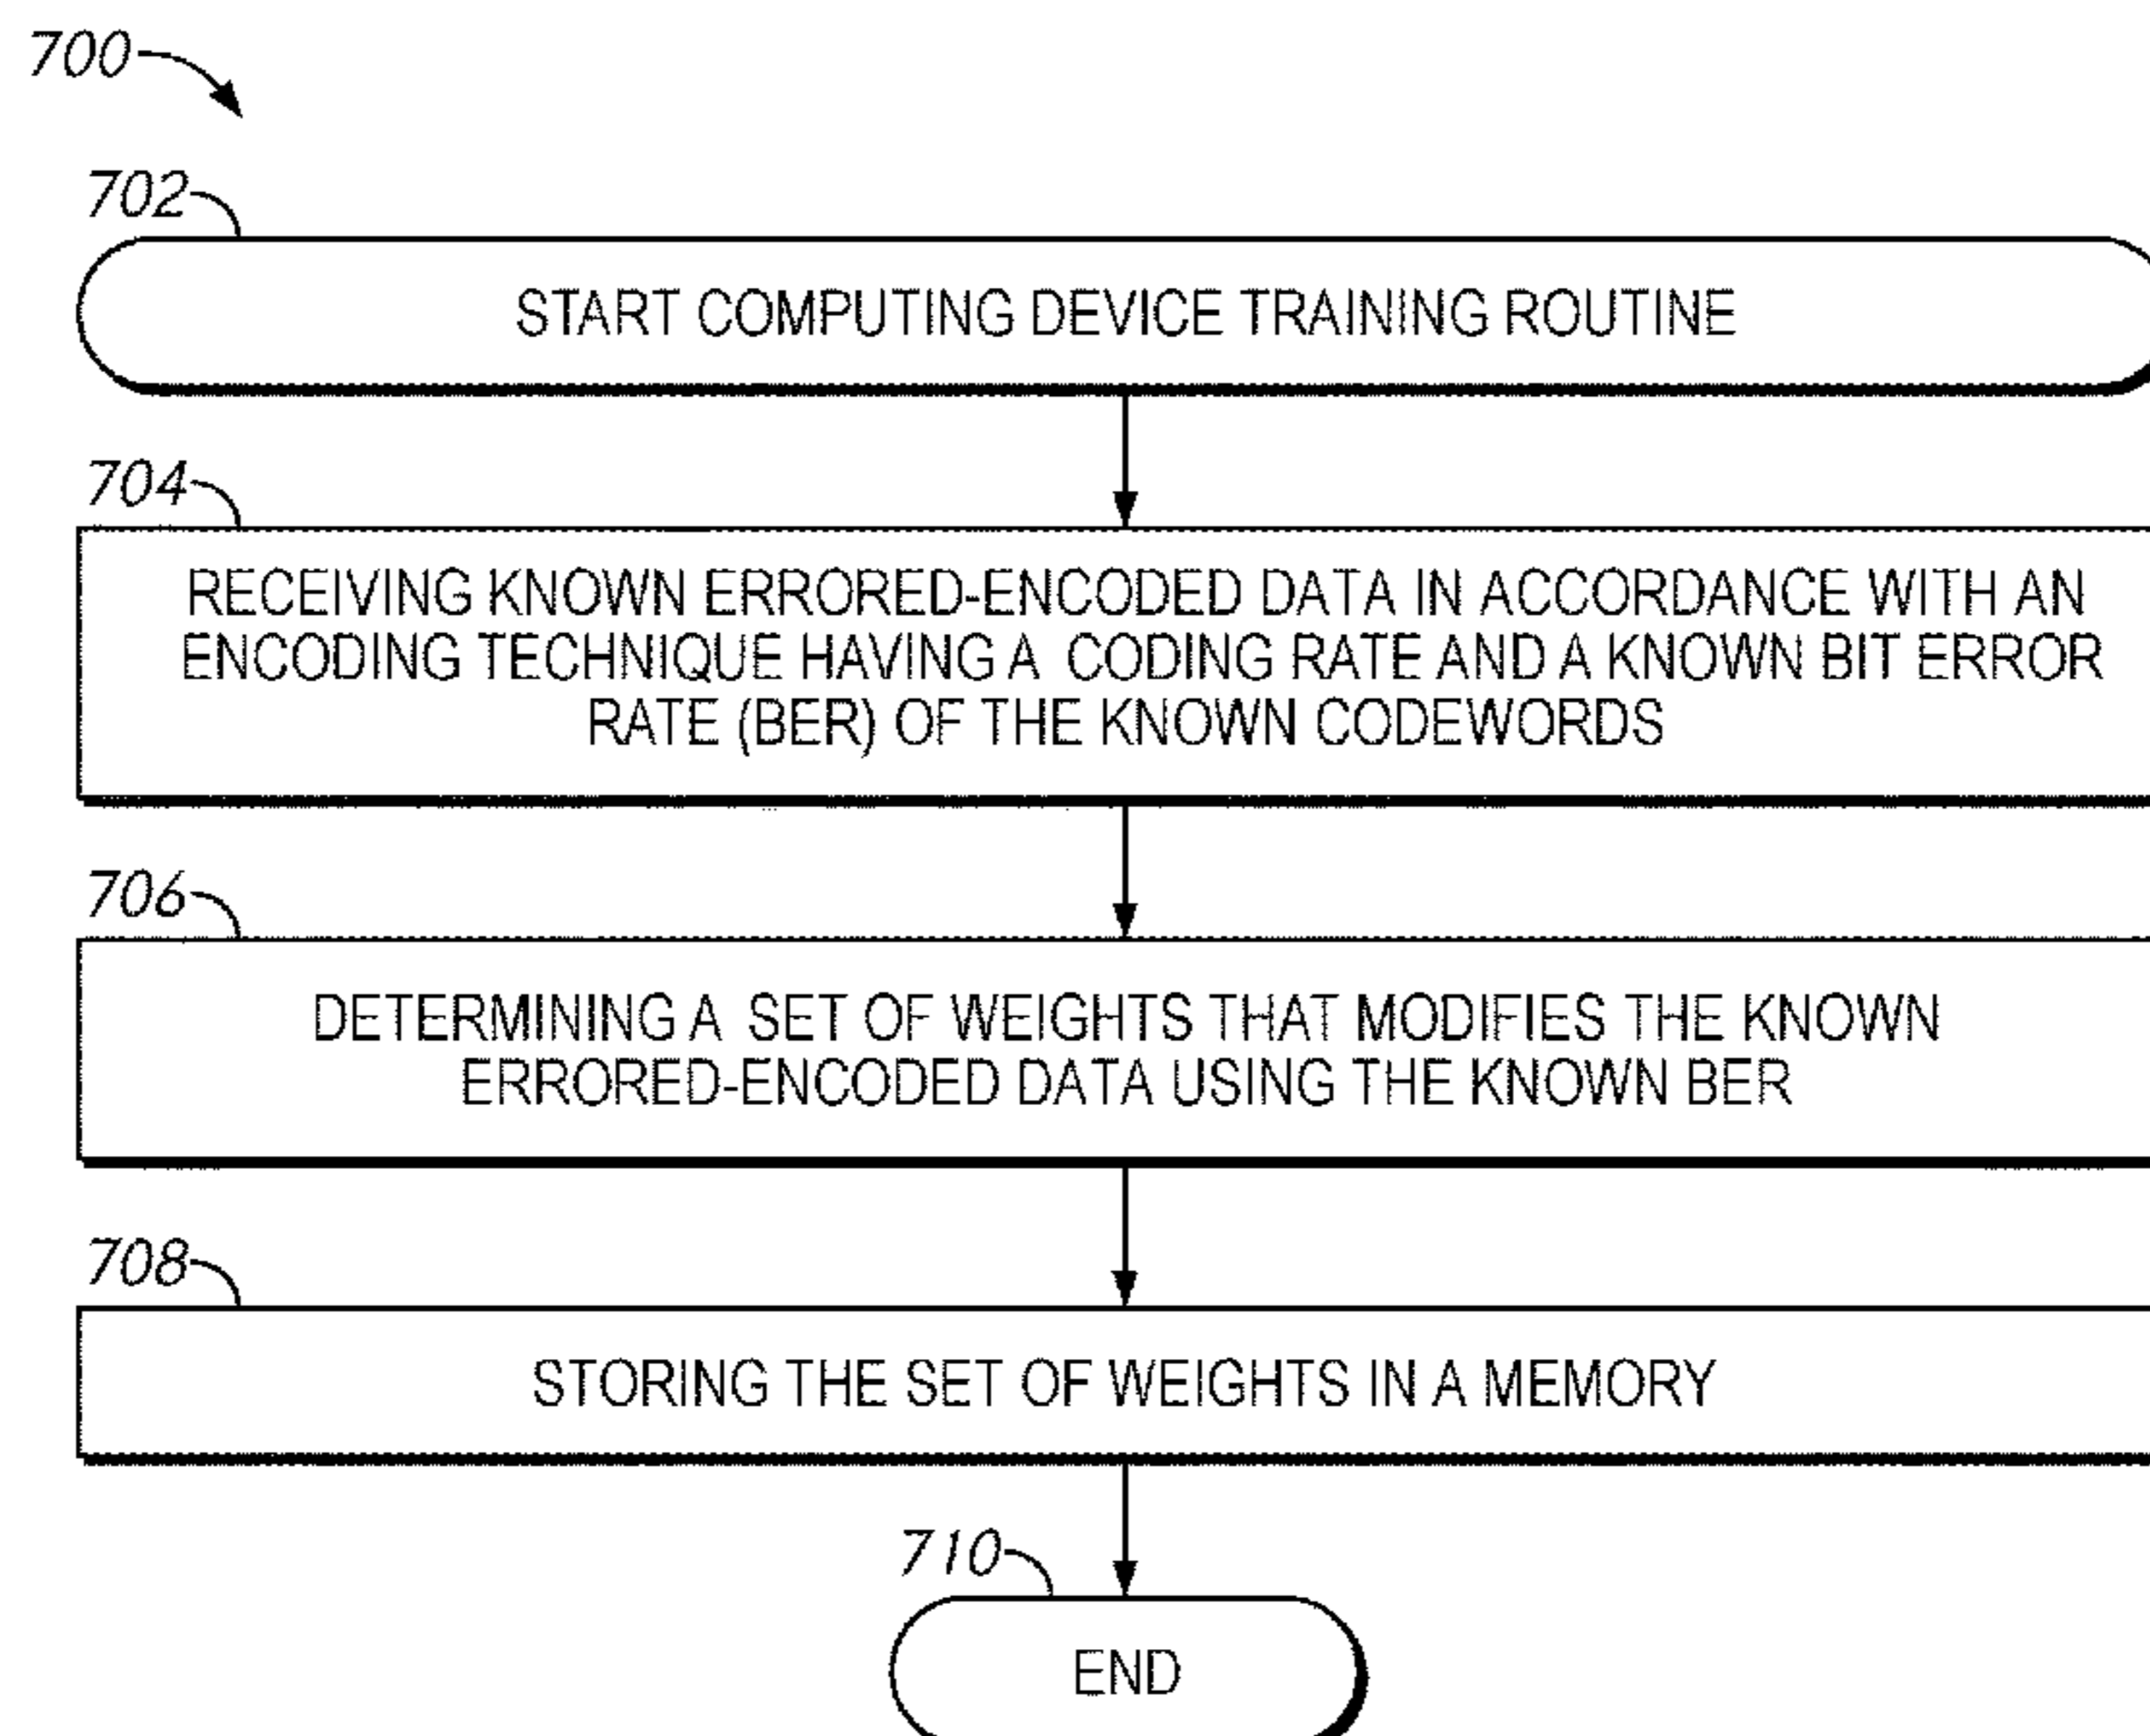 700
702
START COMPUTING DEVICE TRAINING ROUTINE
704
RECEIVING KNOWN ERRORED-ENCODED DATA IN ACCORDANCE WITH AN
ENCODING TECHNIQUE HAVING A CODING RATE AND A KNOWN BIT ERROR
RATE (BER) OF THE KNOWN CODEWORDS
706
DETERMINING A SET OF WEIGHTS THAT MODIFIES THE KNOWN
ERRORED-ENCODED DATA USING THE KNOWN BER
708
STORING THE SET OF WEIGHTS IN A MEMORY
710
END